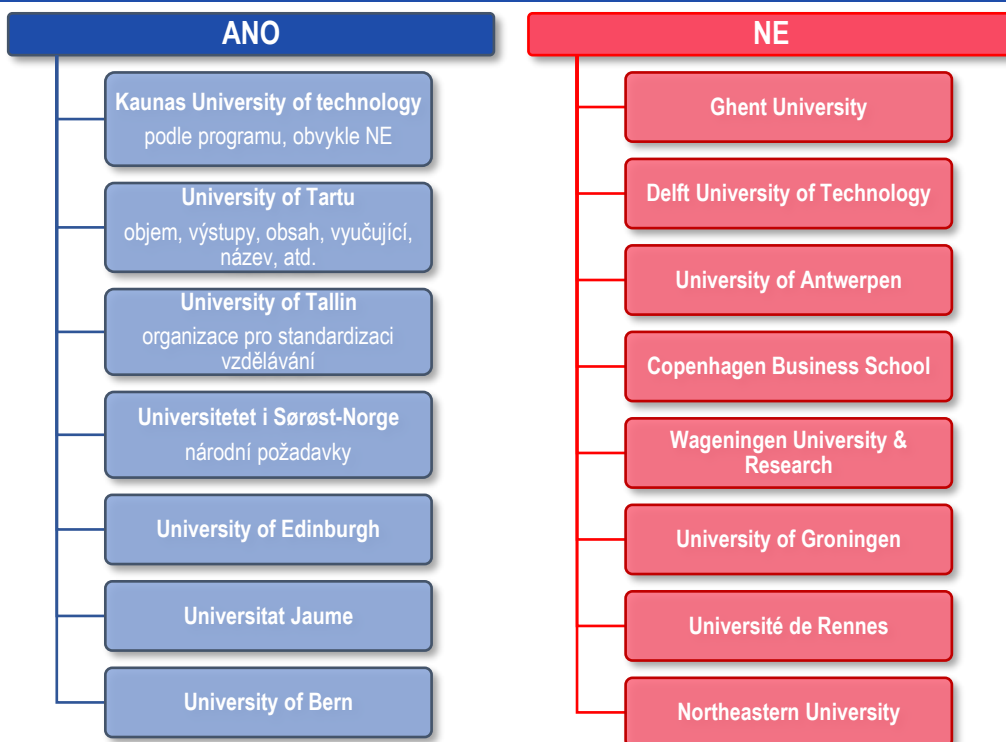 ANO
Kaunas University of technology
podle programu, obvykle NE
University of Tartu
objem, výstupy, obsah, vyučující,
název, atd.
University of Tallin
organizace pro standardizaci
vzdělávání
Universitetet i Sørøst-Norge
národní požadavky
University of Edinburgh
Universitat Jaume
University of Bern
NE
Ghent University
Delft University of Technology
University of Antwerpen
Copenhagen Business School
Wageningen University &
Research
University of Groningen
Université de Rennes
Northeastern University